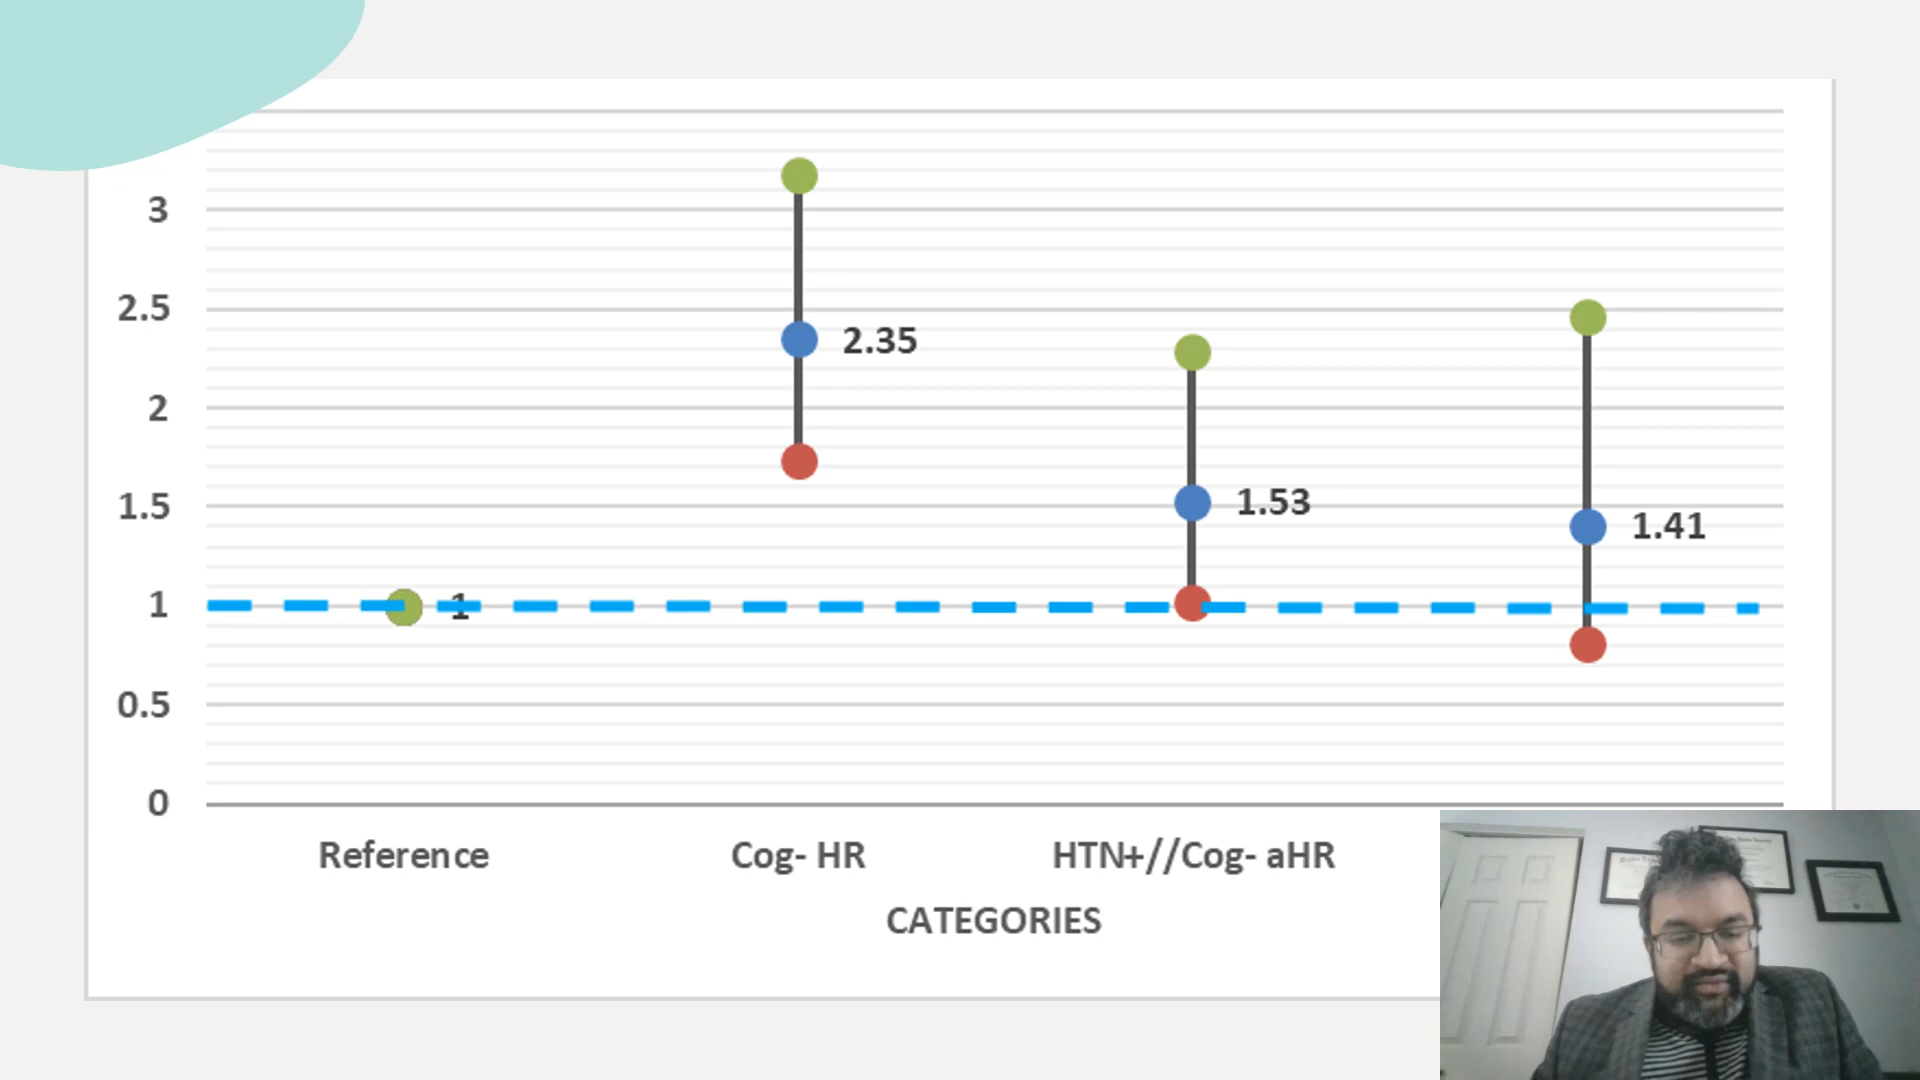 3
2.5
2.35
2
1.5
1.53
1.41
1
1
0.5
0
Reference
Cog- HR
HTN+//Cog- aHR
CATEGORIES